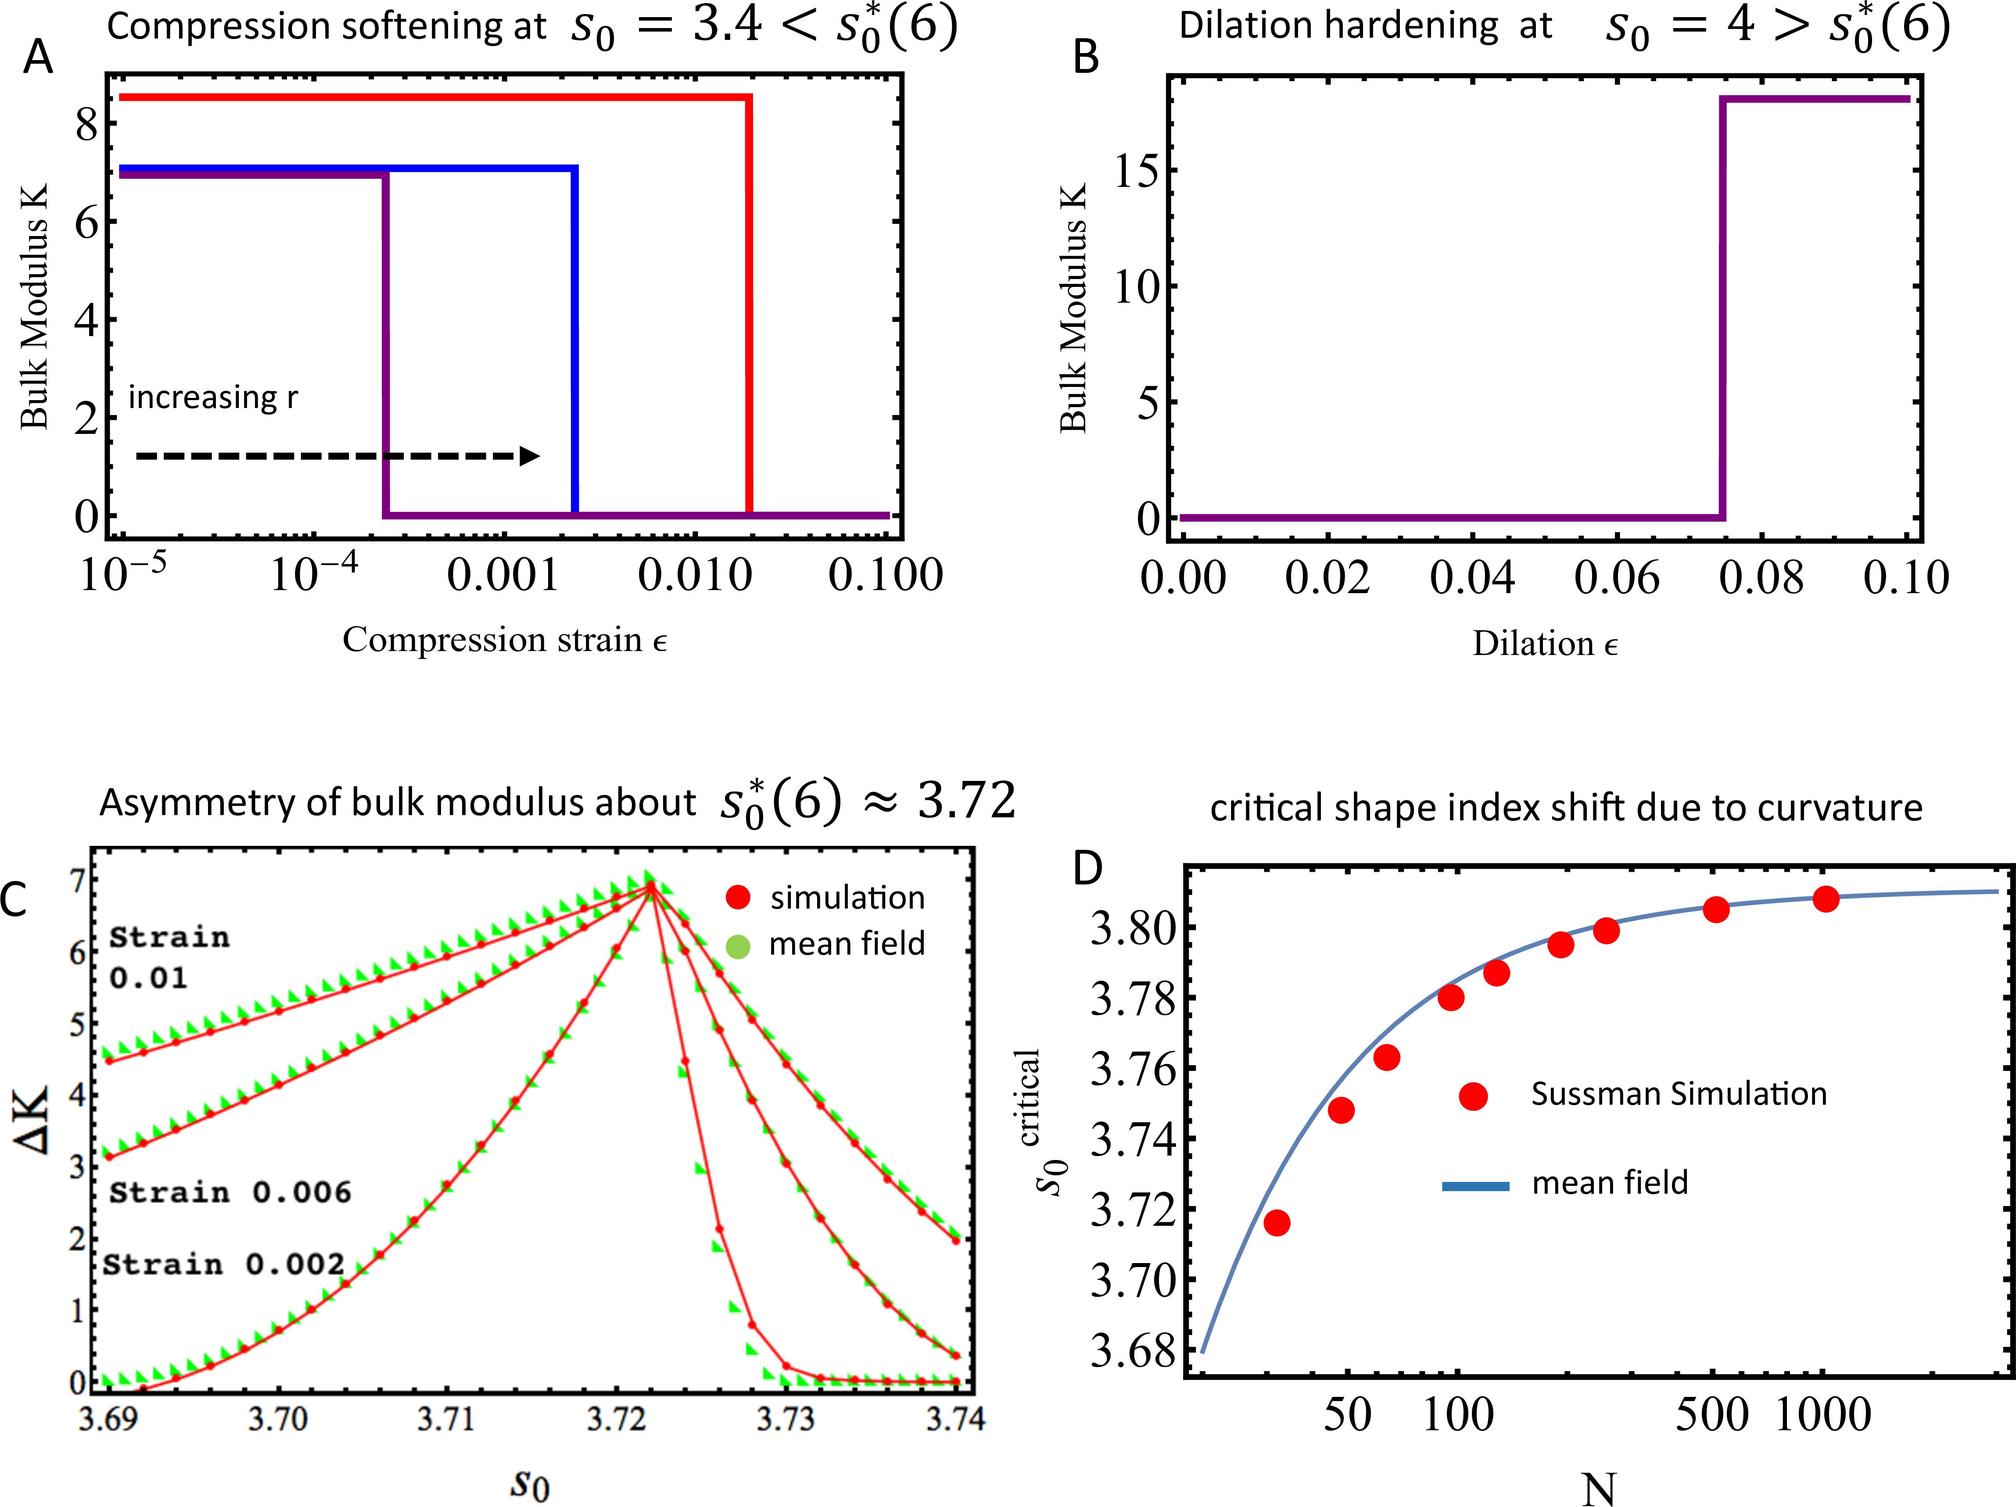 Compression softening at s₀ = 3.4 < s₀*(6)
A
Bulk Modulus K
8
6
4
2
0
increasing r
10⁻⁵ 10⁻⁴ 0.001 0.010 0.100
Compression strain ϵ
Dilation hardening at s₀ = 4 > s₀*(6)
B
Bulk Modulus K
15
10
5
0
0.00 0.02 0.04 0.06 0.08 0.10
Dilation ϵ
Asymmetry of bulk modulus about s₀*(6) ≈ 3.72
C
ΔK
7
6
5
4
3
2
1
0
simulation
mean field
Strain
0.01
Strain 0.006
Strain 0.002
3.69 3.70 3.71 3.72 3.73 3.74
s₀
critical shape index shift due to curvature
D
s₀ critical
3.80
3.78
3.76
3.74
3.72
3.70
3.68
Sussman Simulation
mean field
50 100 500 1000
N